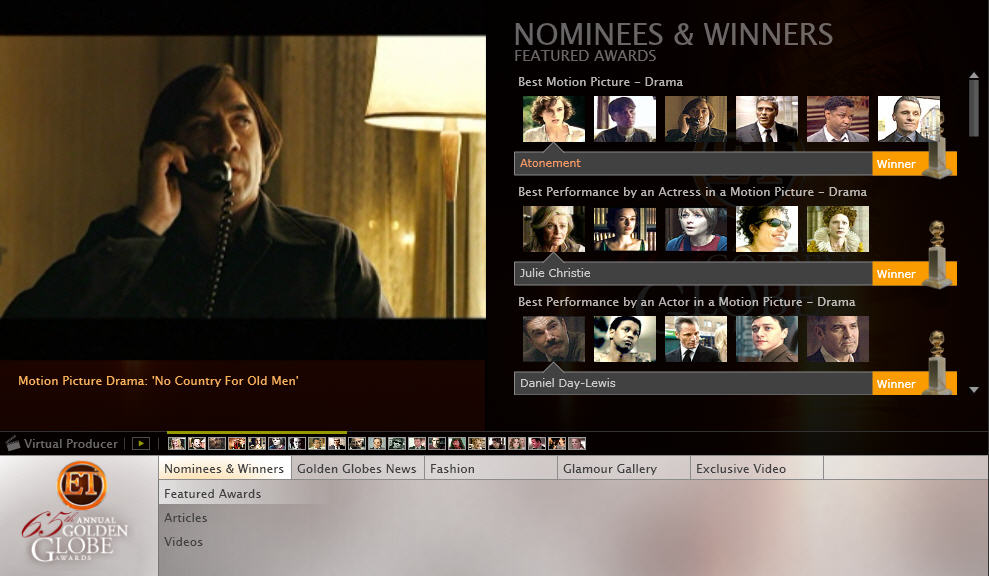 NOMINEES & WINNERS
FEATURED AWARDS
Best Motion Picture - Drama
Atonement
Winner
Best Performance by an Actress in a Motion Picture - Drama
Julie Christie
Winner
Best Performance by an Actor in a Motion Picture - Drama
Daniel Day-Lewis
Winner
Motion Picture Drama: 'No Country For Old Men'
Virtual Producer
Nominees & Winners
Golden Globes News
Fashion
Glamour Gallery
Exclusive Video
Featured Awards
Articles
Videos
ET
65th ANNUAL
GOLDEN
GLOBE
AWARDS